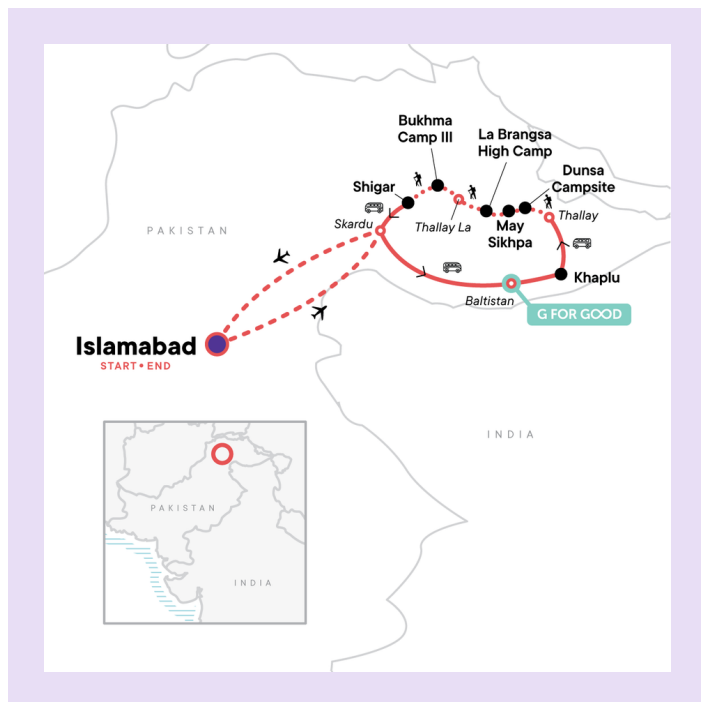 Bukhma
Camp III
La Brangsa
High Camp
Dunsa
Campsite
Shigar
Skardu
Thallay La
May
Sikhpa
Thallay
PAKISTAN
Khaplu
Baltistan
G FOR GOOD
Islamabad
START • END
INDIA
PAKISTAN
INDIA